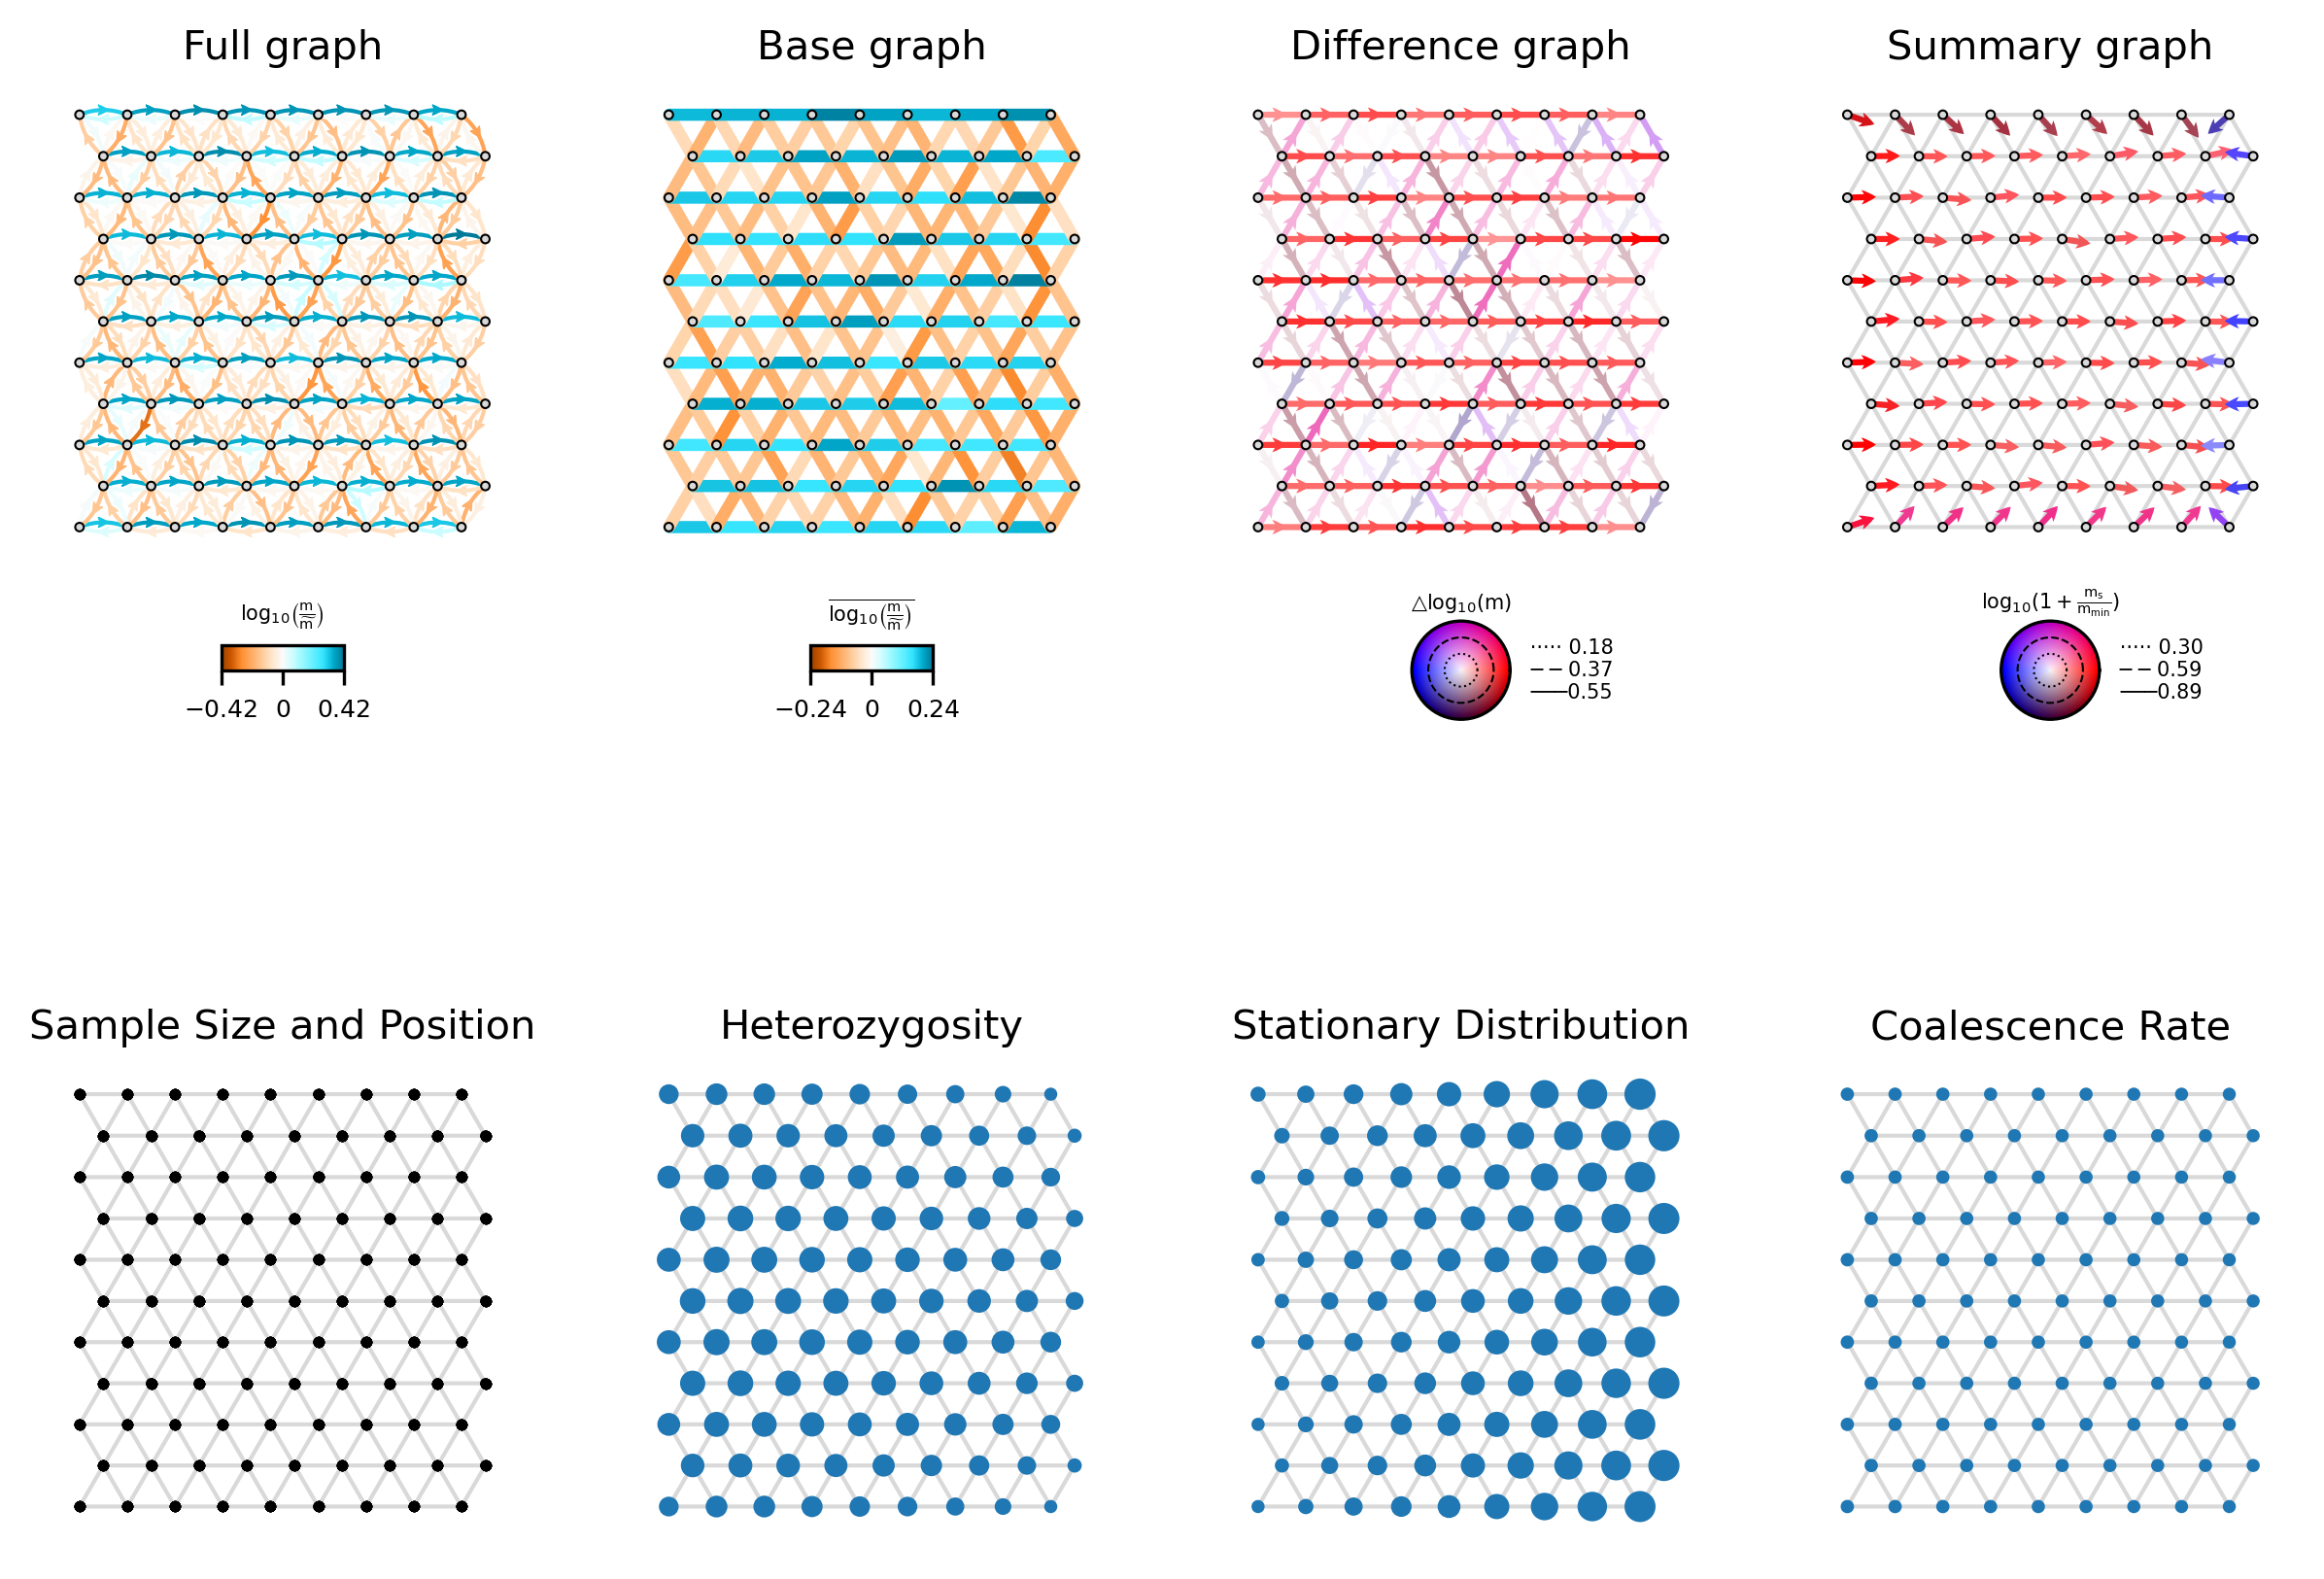 Full graph
Base graph
Difference graph
Summary graph
log₁₀(m/m̃)
−0.42 0 0.42
log₁₀(m/m̃)
−0.24 0 0.24
△log₁₀(m)
0.18
0.37
0.55
log₁₀(1 + mₛ/m_min)
0.30
0.59
0.89
Sample Size and Position
Heterozygosity
Stationary Distribution
Coalescence Rate